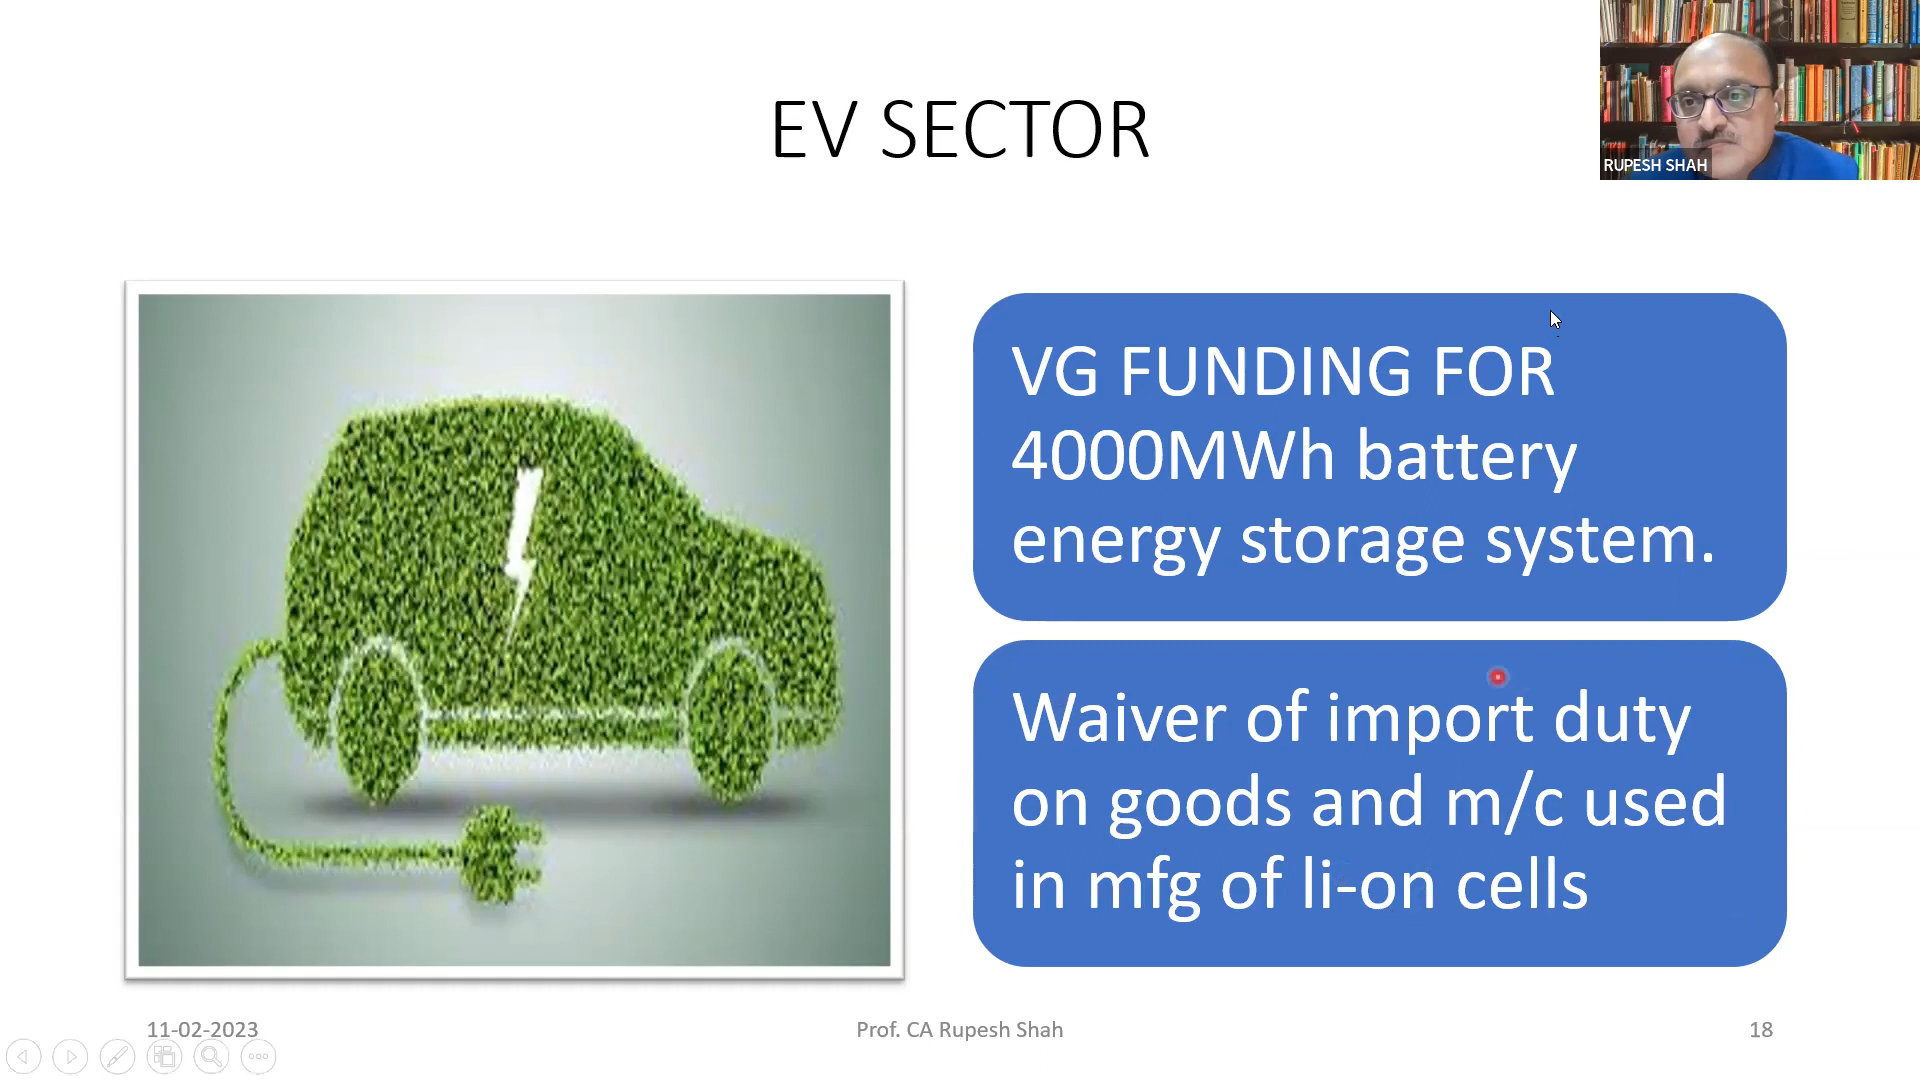 EV SECTOR
RUPESH SHAH
VG FUNDING FOR
4000MWh battery
energy storage system.
Waiver of import duty
on goods and m/c used
in mfg of li-on cells
11-02-2023
Prof. CA Rupesh Shah
18